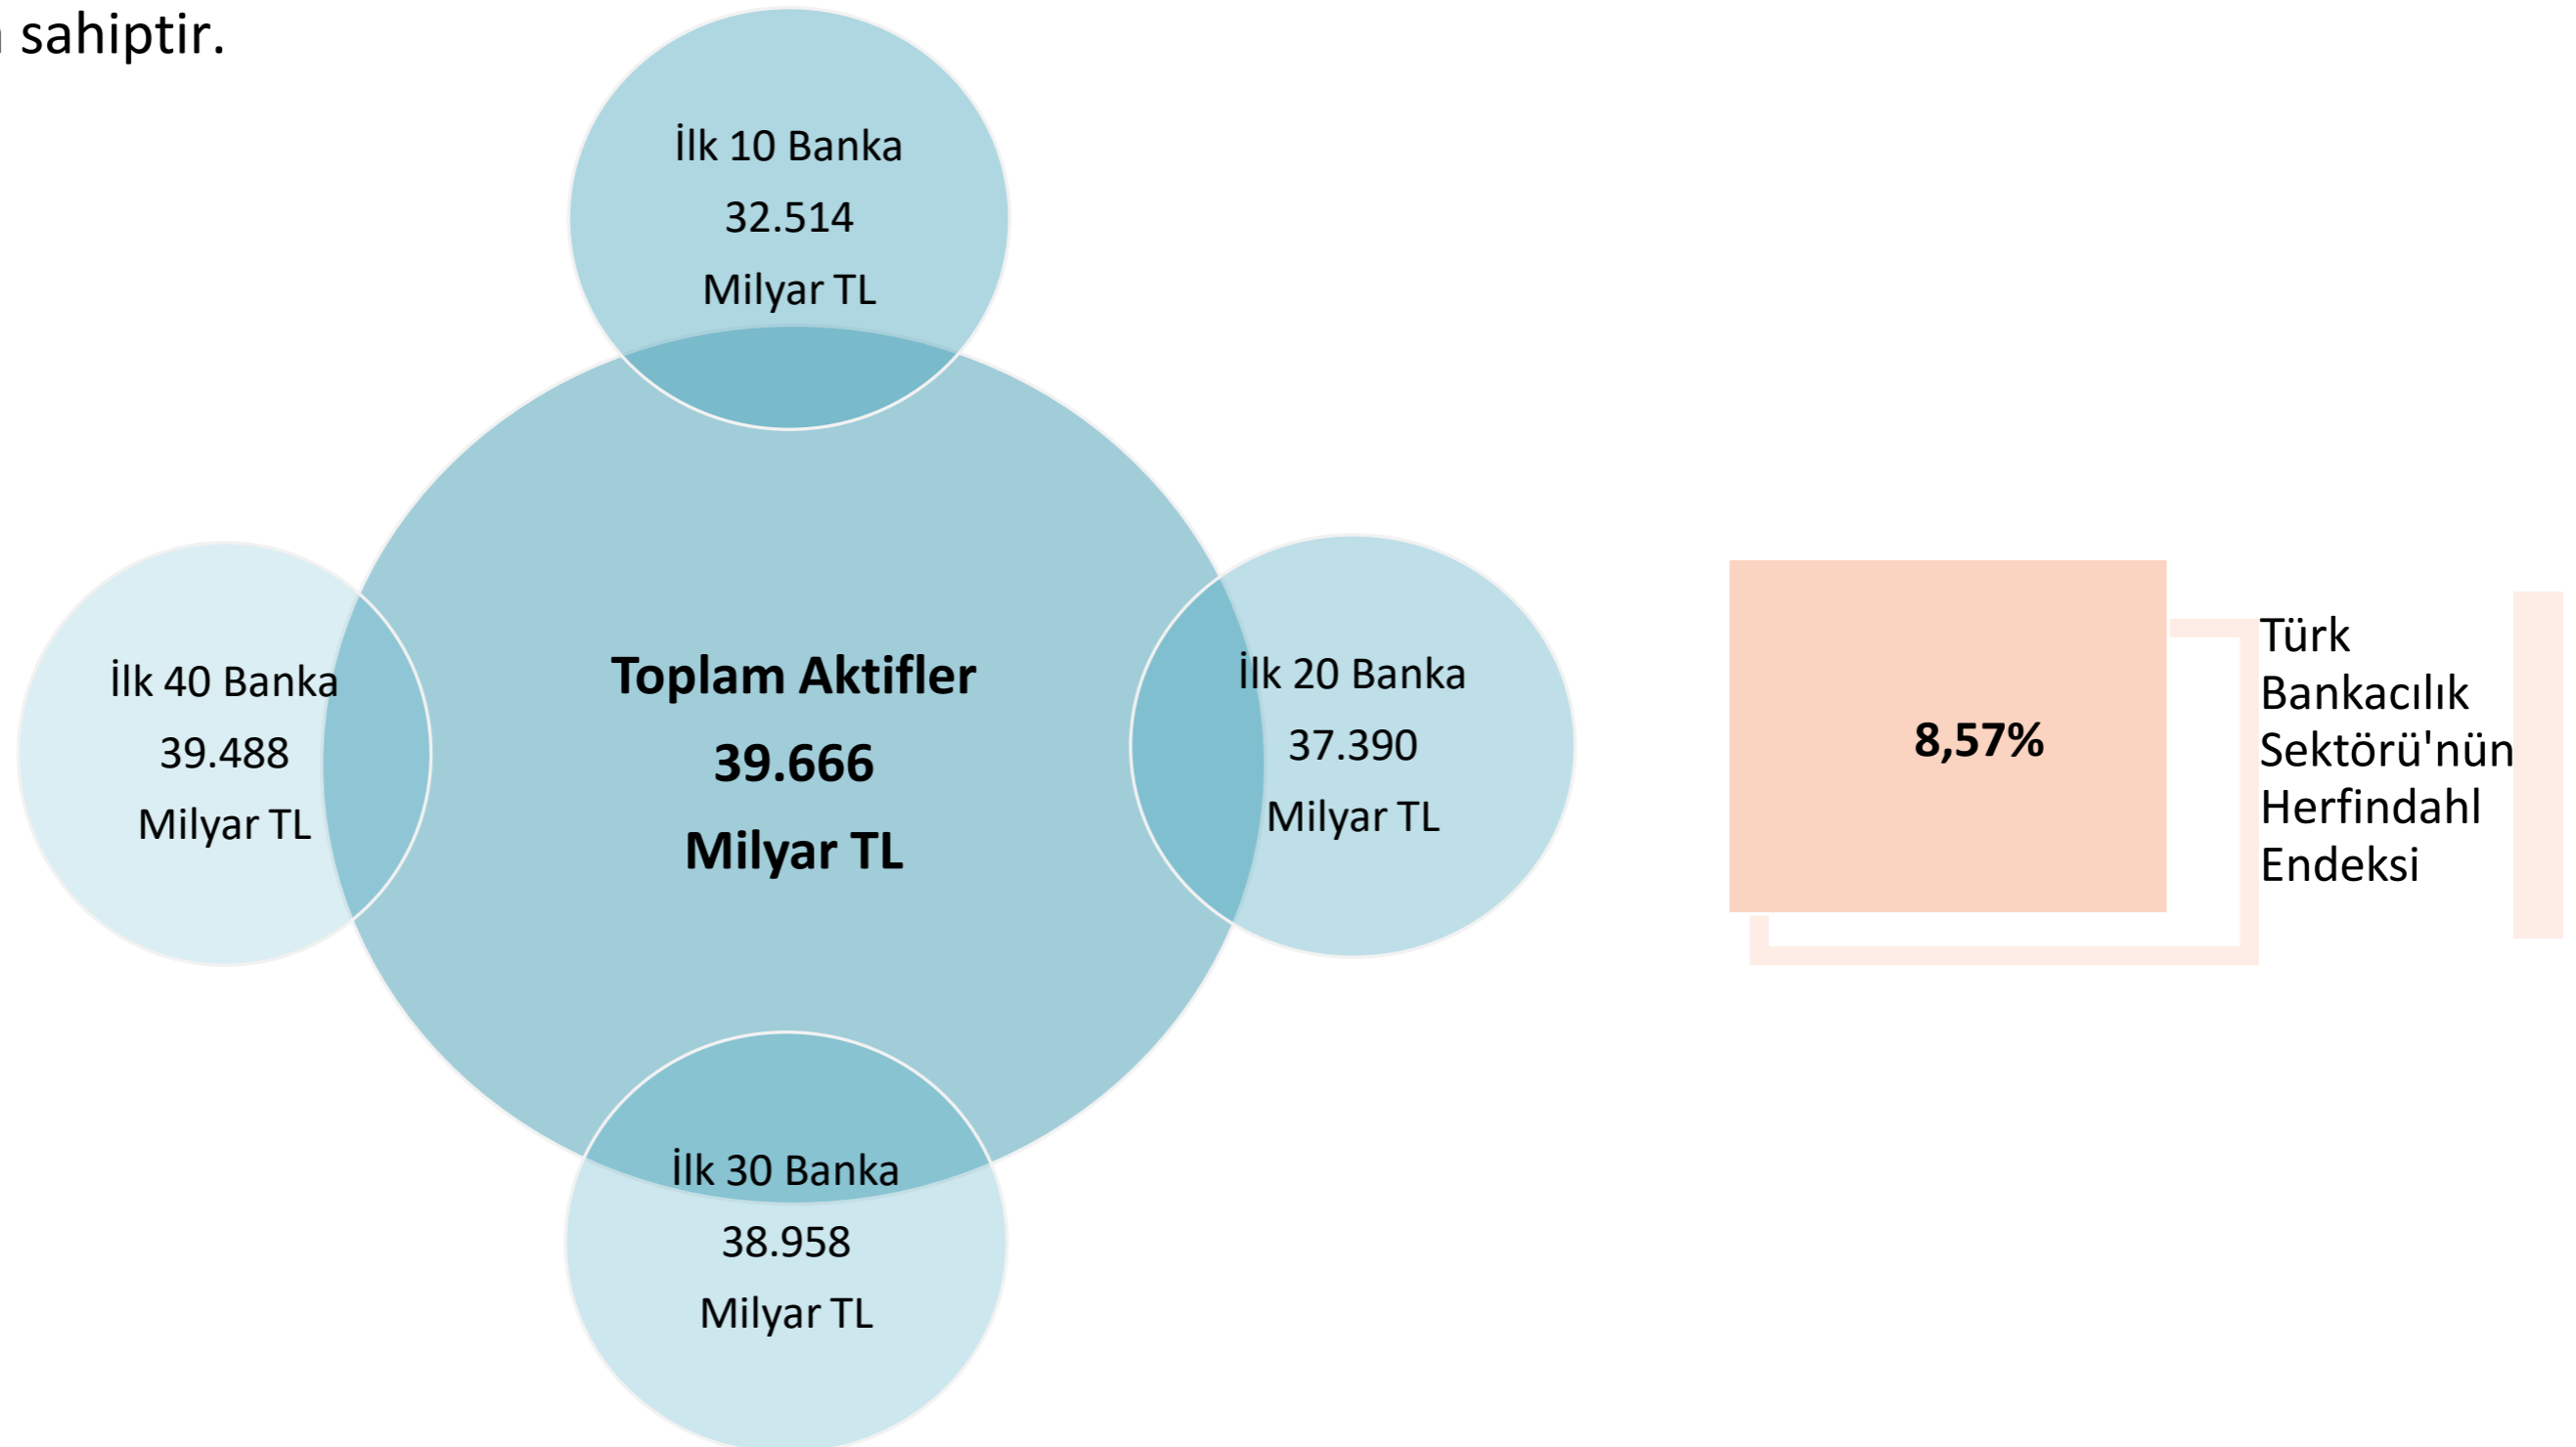 sahiptir.
İlk 10 Banka
32.514
Milyar TL
İlk 40 Banka
39.488
Milyar TL
Toplam Aktifler
39.666
Milyar TL
İlk 20 Banka
37.390
Milyar TL
İlk 30 Banka
38.958
Milyar TL
8,57%
Türk
Bankacılık
Sektörü'nün
Herfindahl
Endeksi